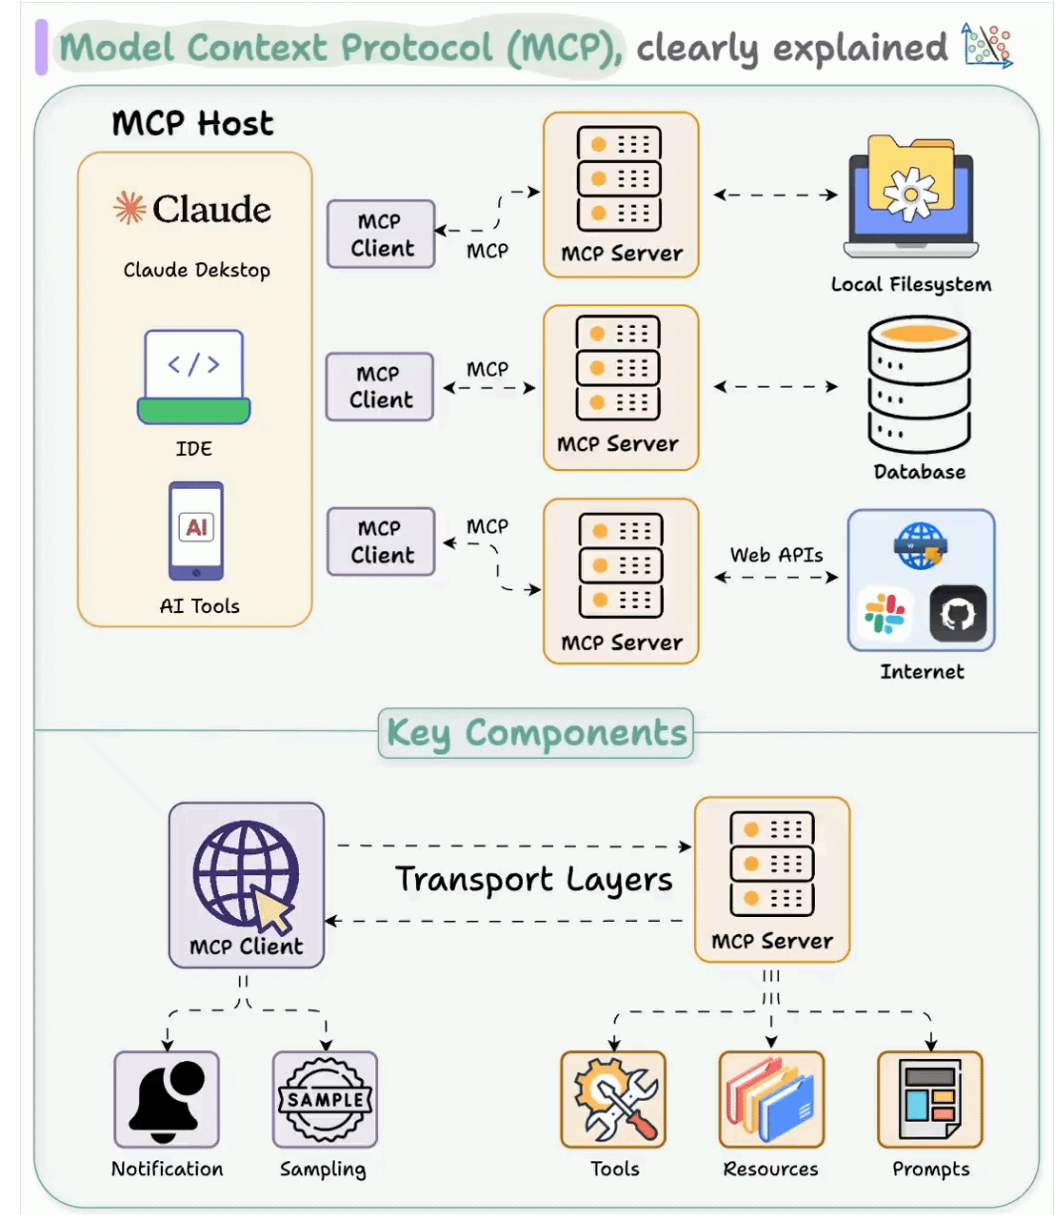 Model Context Protocol (MCP), clearly explained
MCP Host
Claude
Claude Dekstop
</>
IDE
AI
AI Tools
MCP
Client
MCP
MCP Server
Local Filesystem
MCP
Client
MCP
MCP Server
Database
MCP
Client
MCP
MCP Server
Web APIs
Internet
Key Components
MCP Client
Transport Layers
MCP Server
Notification
SAMPLE
Sampling
Tools
Resources
Prompts